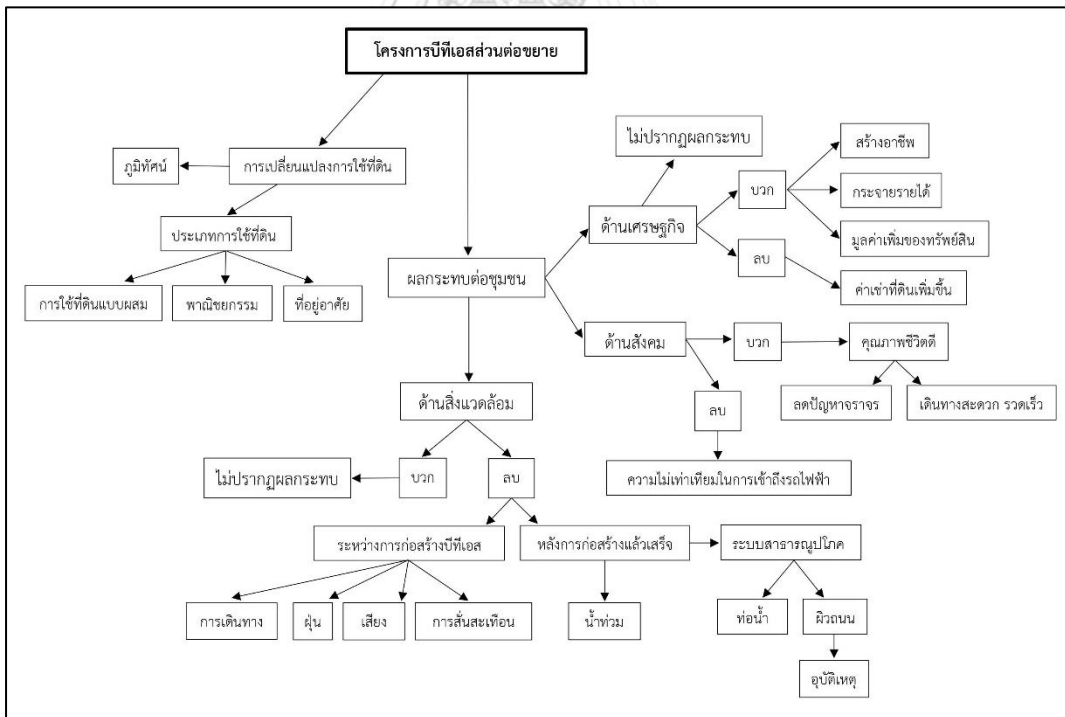 โครงการบีทีเอสส่วนต่อขยาย
ไม่ปรากฏผลกระทบ
สร้างอาชีพ
ภูมิทัศน์
การเปลี่ยนแปลงการใช้ที่ดิน
บวก
กระจายรายได้
ประเภทการใช้ที่ดิน
ด้านเศรษฐกิจ
มูลค่าเพิ่มของทรัพย์สิน
ลบ
ผลกระทบต่อชุมชน
การใช้ที่ดินแบบผสม
พาณิชยกรรม
ที่อยู่อาศัย
ค่าเช่าที่ดินเพิ่มขึ้น
ด้านสังคม
บวก
คุณภาพชีวิตดี
ด้านสิ่งแวดล้อม
ลบ
ลดปัญหาจราจร
เดินทางสะดวก รวดเร็ว
ไม่ปรากฏผลกระทบ
บวก
ลบ
ความไม่เท่าเทียมในการเข้าถึงรถไฟฟ้า
ระหว่างการก่อสร้างบีทีเอส
หลังการก่อสร้างแล้วเสร็จ
ระบบสาธารณูปโภค
การเดินทาง
ฝุ่น
เสียง
การสั่นสะเทือน
น้ำท่วม
ท่อน้ำ
ผิวถนน
อุบัติเหตุ